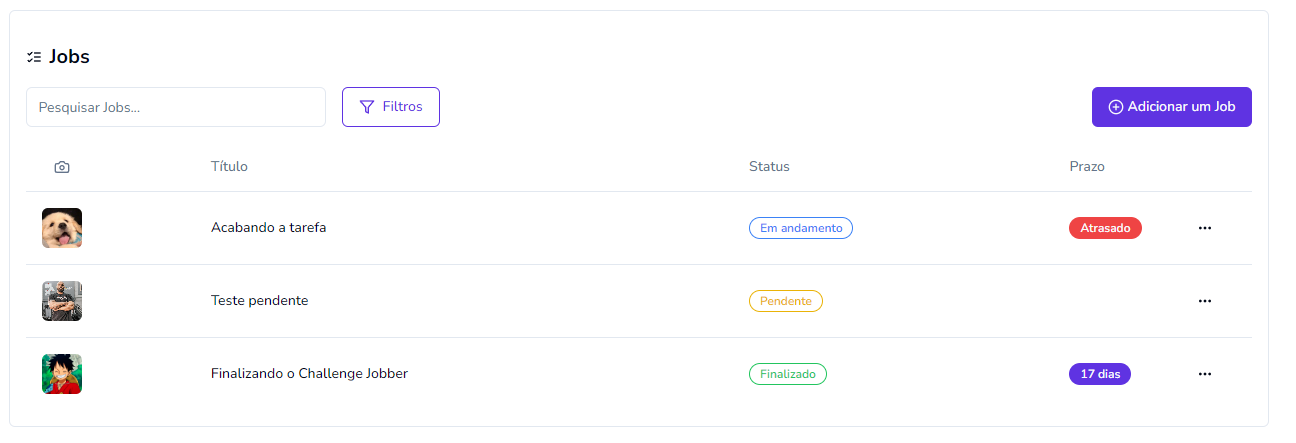 Jobs
Pesquisar Jobs...
Filtros
Adicionar um Job
Título Status Prazo
Acabando a tarefa Em andamento Atrasado
Teste pendente Pendente
Finalizando o Challenge Jobber Finalizado 17 dias